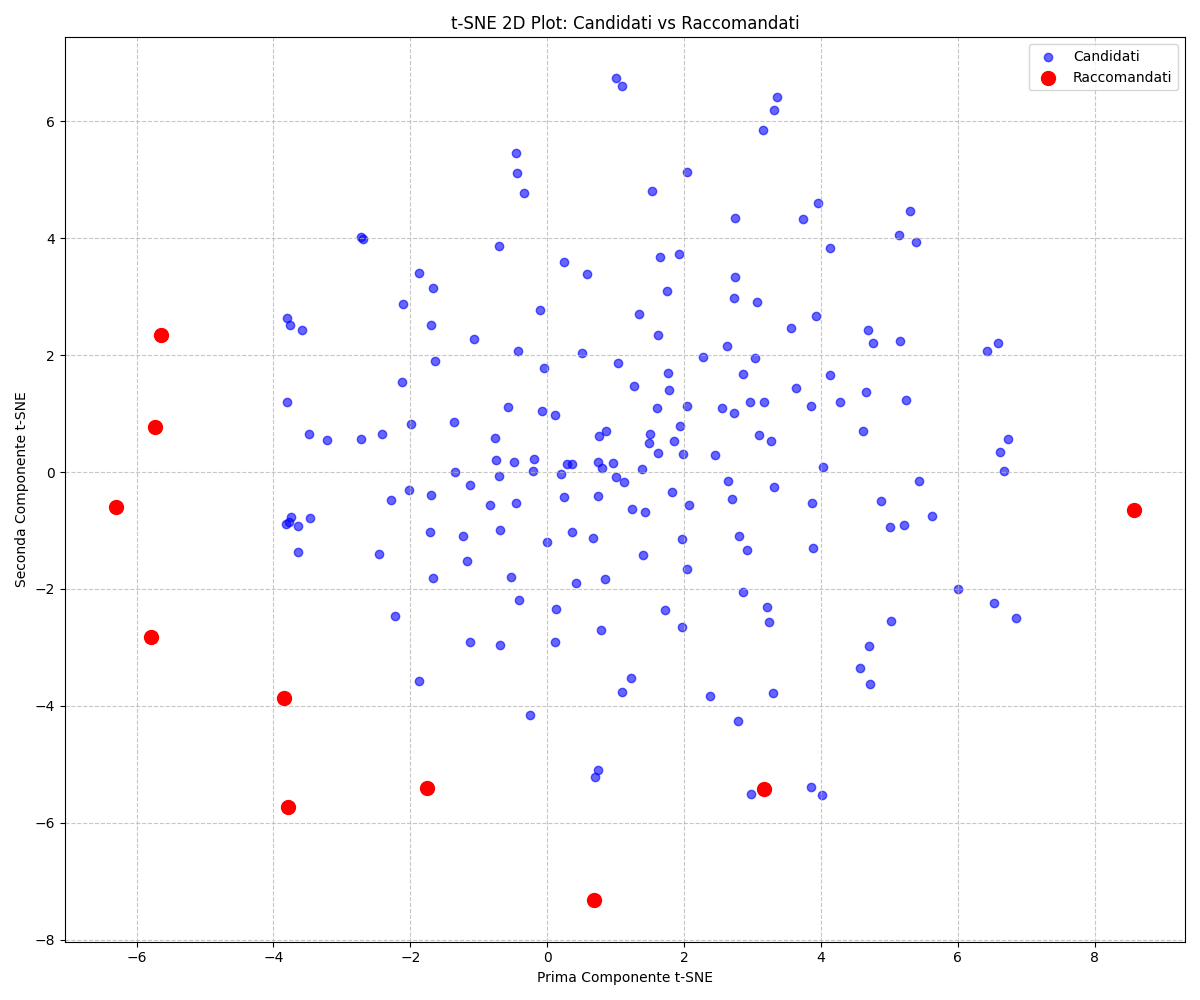 t-SNE 2D Plot: Candidati vs Raccomandati
Candidati
Raccomandati
6
4
2
0
−2
−4
−6
−8
Seconda Componente t-SNE
−6 −4 −2 0 2 4 6 8
Prima Componente t-SNE